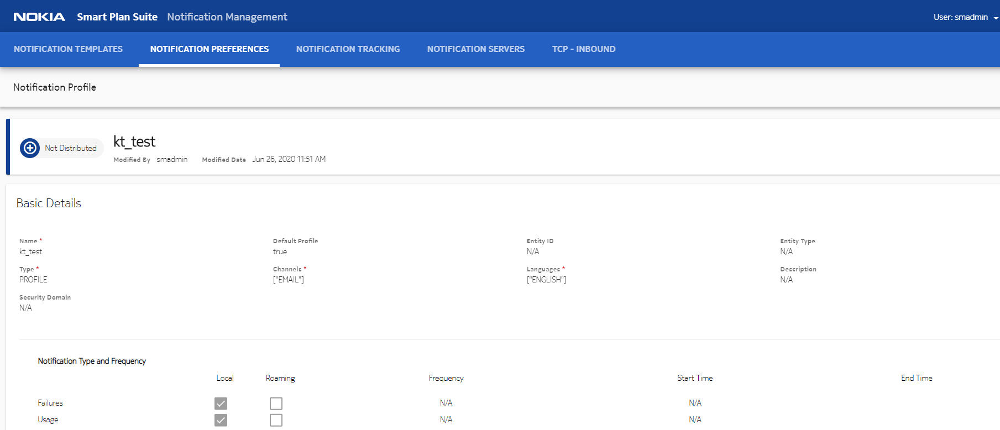 NOKIA Smart Plan Suite Notification Management User: smadmin
NOTIFICATION TEMPLATES NOTIFICATION PREFERENCES NOTIFICATION TRACKING NOTIFICATION SERVERS TCP - INBOUND
Notification Profile
kt_test
Not Distributed
Modified By smadmin Modified Date Jun 26, 2020 11:51 AM
Basic Details
Name * Default Profile Entity ID Entity Type
kt_test true N/A N/A
Type * Channels * Languages * Description
PROFILE ["EMAIL"] ["ENGLISH"] N/A
Security Domain
N/A
Notification Type and Frequency
Local Roaming Frequency Start Time End Time
Failures N/A N/A
Usage N/A N/A